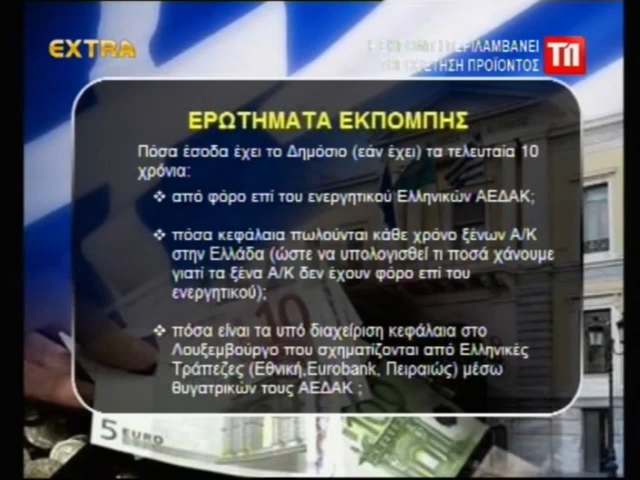 EXTRA
ΠΕΡΙΛΑΜΒΑΝΕΙ
ΠΡΟΪΟΝΤΟΣ
ΤΠ
ΕΡΩΤΗΜΑΤΑ ΕΚΠΟΜΠΗΣ
Πόσα έσοδα έχει το Δημόσιο (εάν έχει) τα τελευταία 10
χρόνια:
❖ από φόρο επί του ενεργητικού Ελληνικών ΑΕΔΑΚ;
❖ πόσα κεφάλαια πωλούνται κάθε χρόνο ξένων Α/Κ
στην Ελλάδα (ώστε να υπολογισθεί τι ποσά χάνουμε
γιατί τα ξένα Α/Κ δεν έχουν φόρο επί του
ενεργητικού);
❖ πόσα είναι τα υπό διαχείριση κεφάλαια στο
Λουξεμβούργο που σχηματίζονται από Ελληνικές
Τράπεζες (Εθνική,Eurobank, Πειραιώς) μέσω
θυγατρικών τους ΑΕΔΑΚ ;
10
5 EURO
100